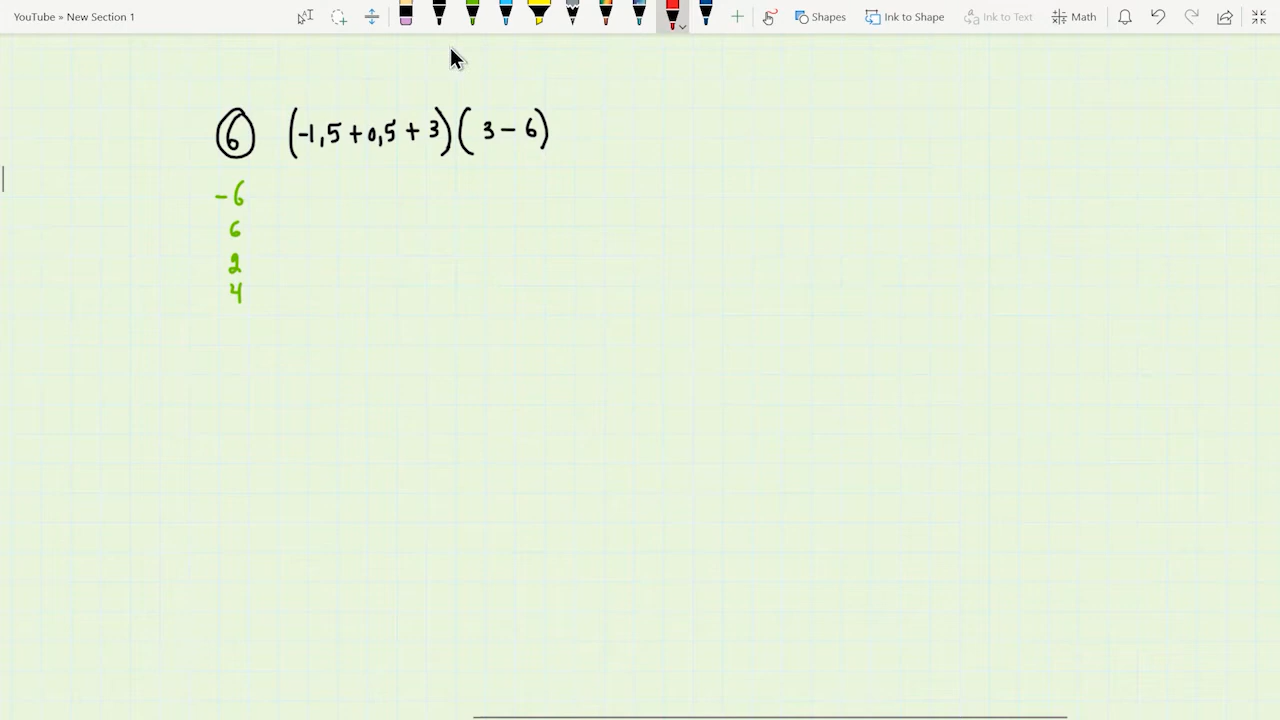 YouTube » New Section 1
Shapes
Ink to Shape
Ink to Text
Math
6 (-1,5 + 0,5 + 3)( 3 - 6)
-6
6
2
4